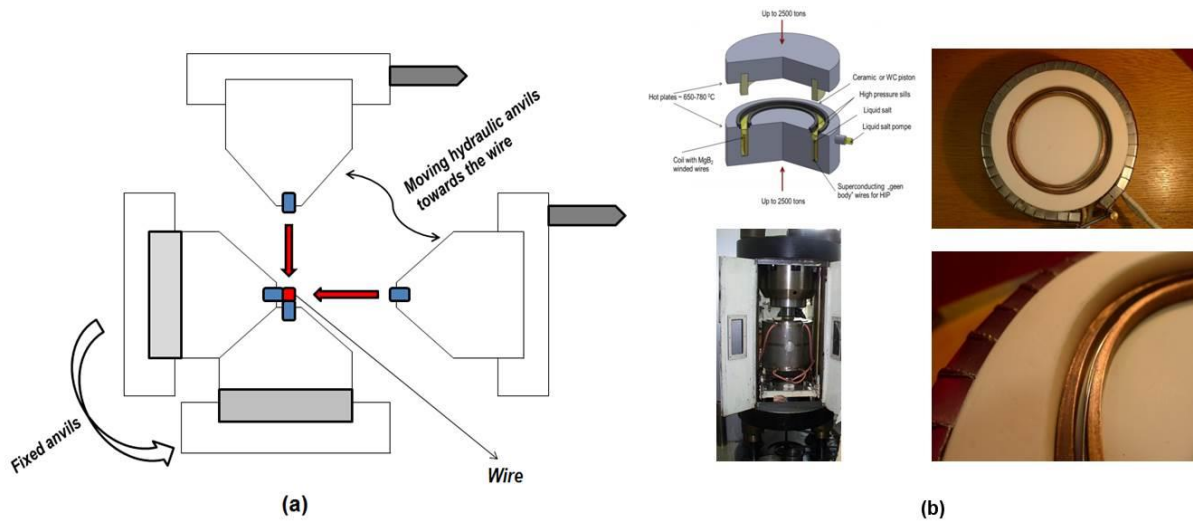 (a)
Moving hydraulic anvils
towards the wire
Fixed anvils
Wire
Up to 2500 tons
Ceramic or WC piston
High pressure sills
Liquid salt
Liquid salt pompe
Hot plates ~ 650-780 ⁰C
Coil with MgB₂
winded wires
Superconducting „geen
body" wires for HIP
Up to 2500 tons
(a)
(b)